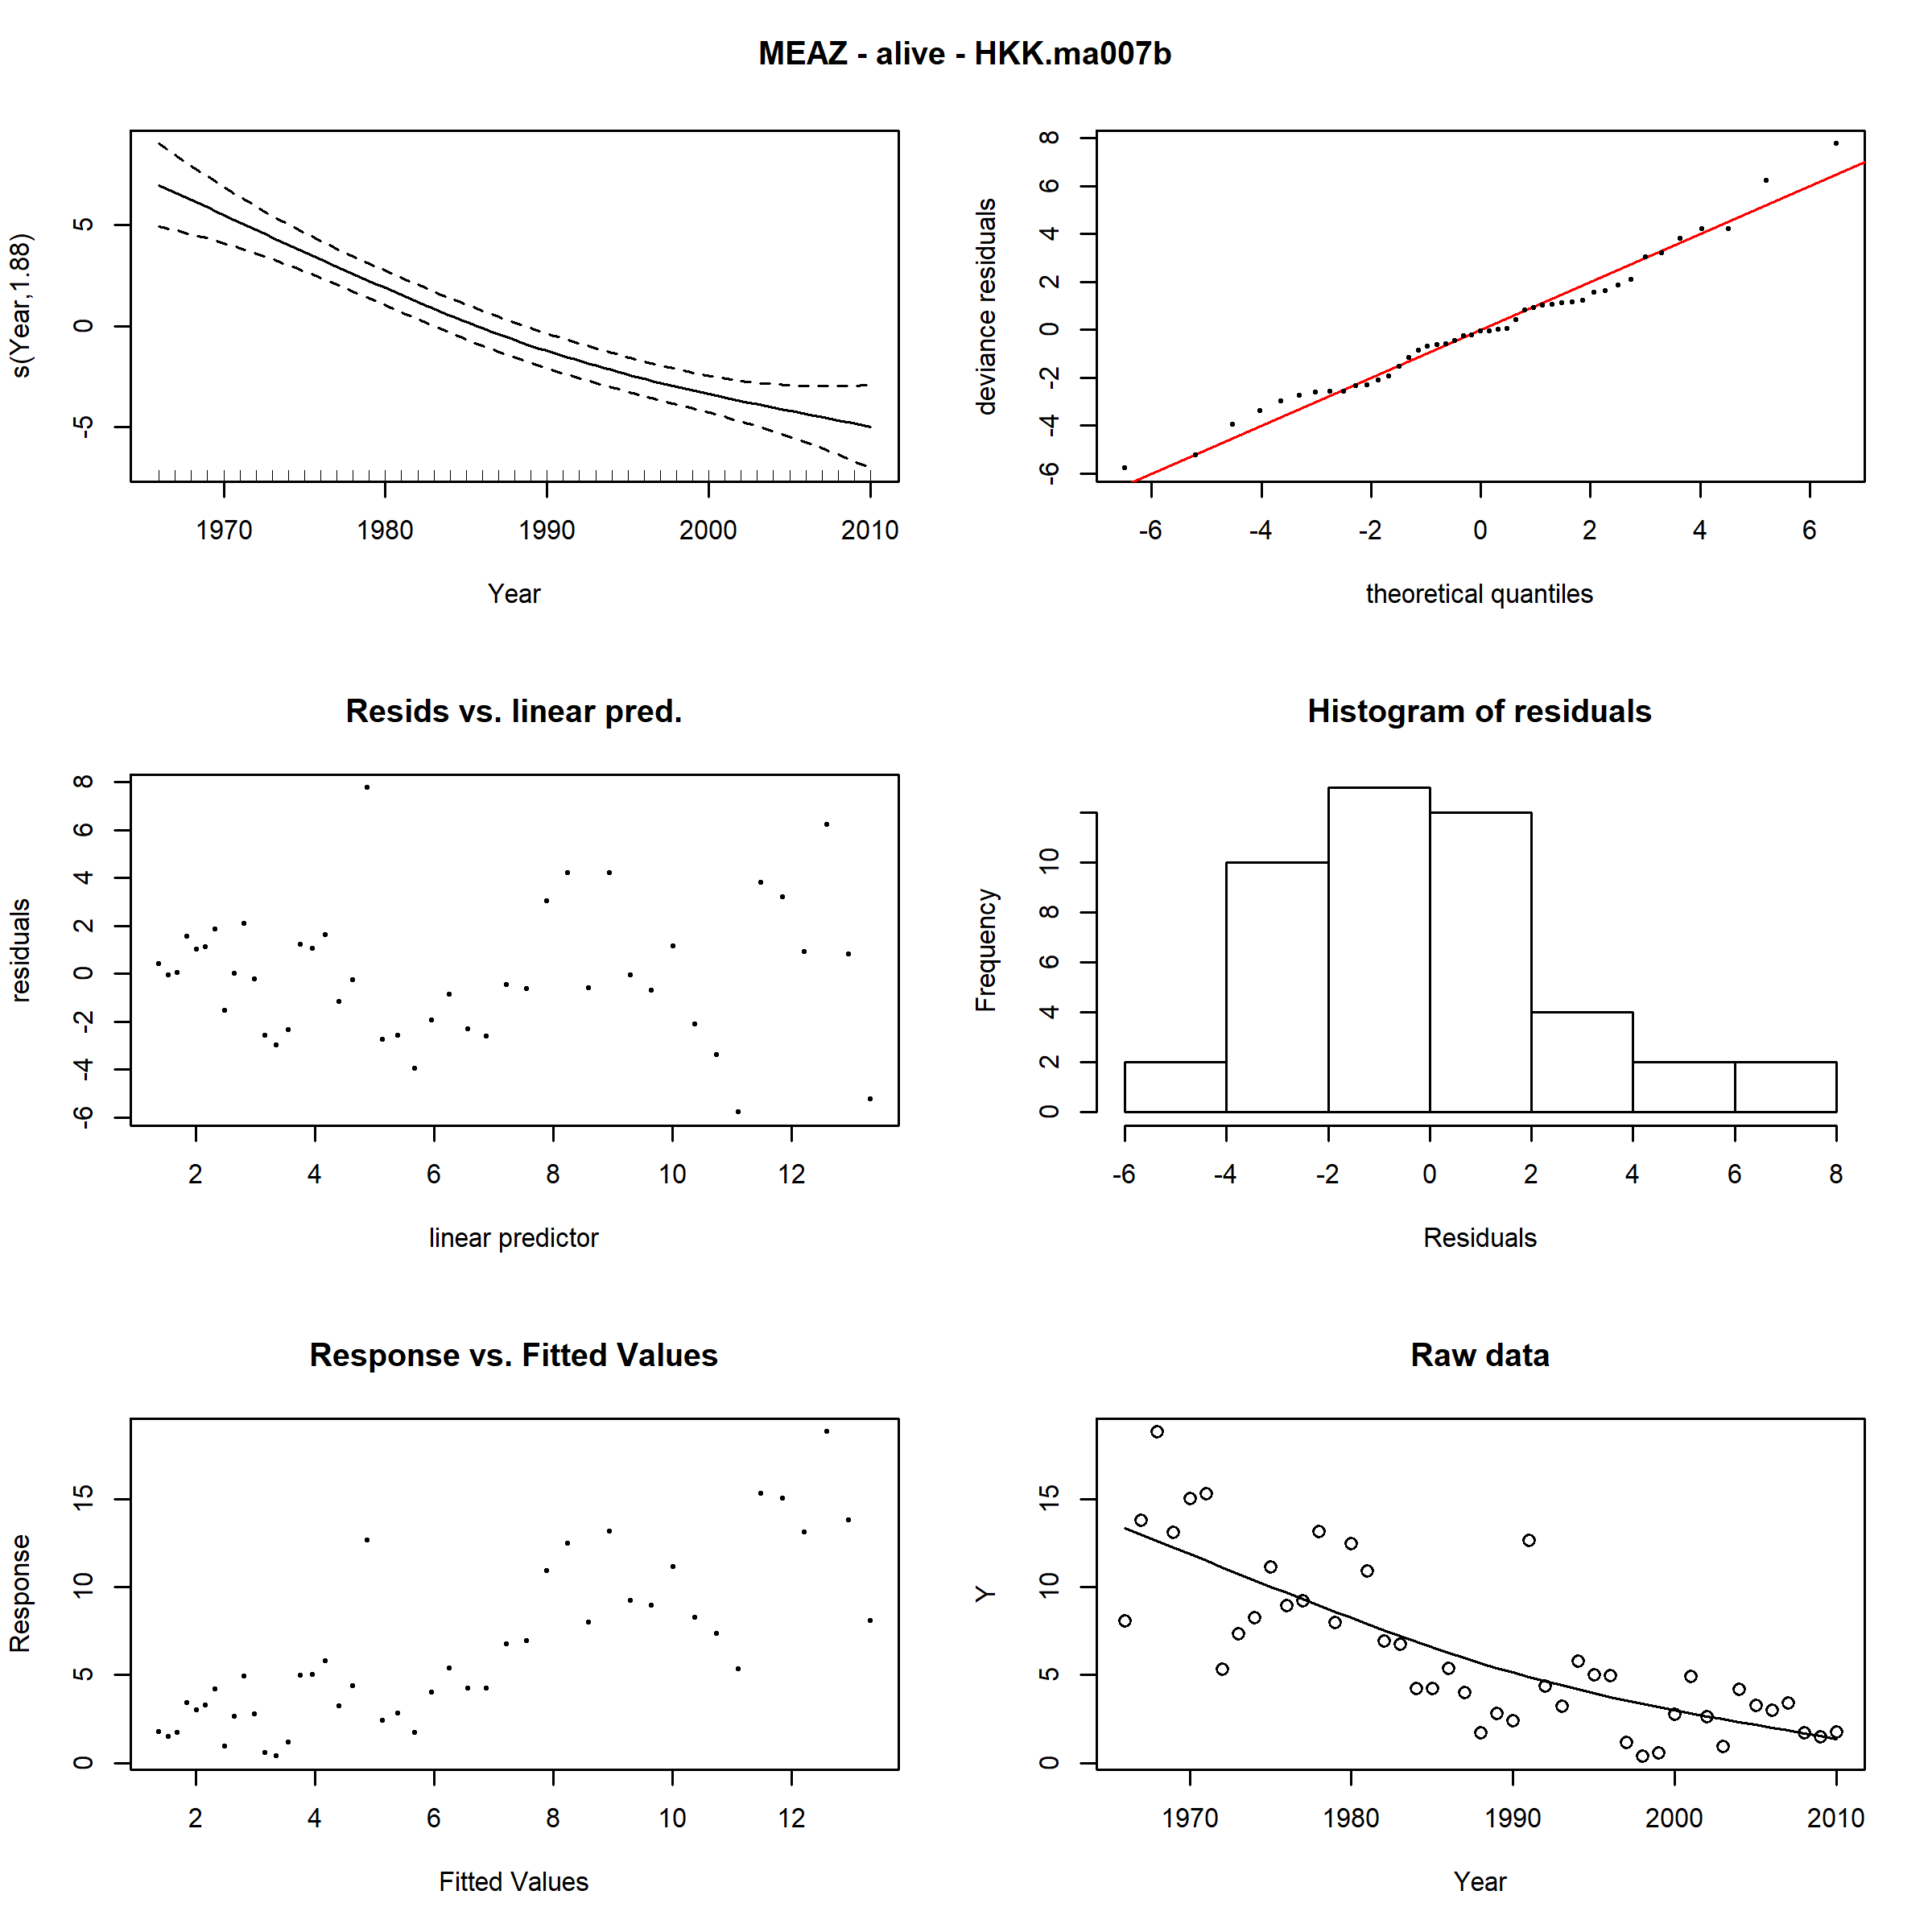 MEAZ - alive - HKK.ma007b
s(Year,1.88)
5
0
-5
1970 1980 1990 2000 2010
Year
deviance residuals
8
6
4
2
0
-2
-4
-6
-6 -4 -2 0 2 4 6
theoretical quantiles
Resids vs. linear pred.
residuals
8
6
4
2
0
-2
-4
-6
2 4 6 8 10 12
linear predictor
Histogram of residuals
Frequency
10
8
6
4
2
0
-6 -4 -2 0 2 4 6 8
Residuals
Response vs. Fitted Values
Response
15
10
5
0
2 4 6 8 10 12
Fitted Values
Raw data
Y
15
10
5
0
1970 1980 1990 2000 2010
Year